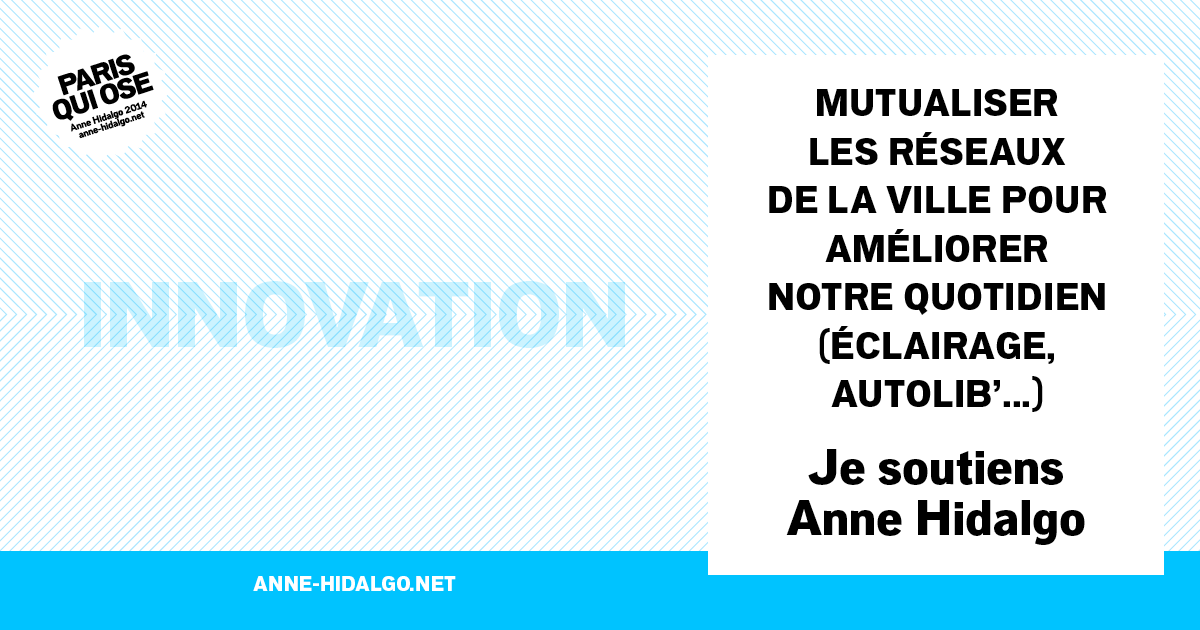 PARIS
QUI OSE
Anne Hidalgo 2014
anne-hidalgo.net
INNOVATION
MUTUALISER
LES RÉSEAUX
DE LA VILLE POUR
AMÉLIORER
NOTRE QUOTIDIEN
(ÉCLAIRAGE,
AUTOLIB’...)
Je soutiens
Anne Hidalgo
ANNE-HIDALGO.NET